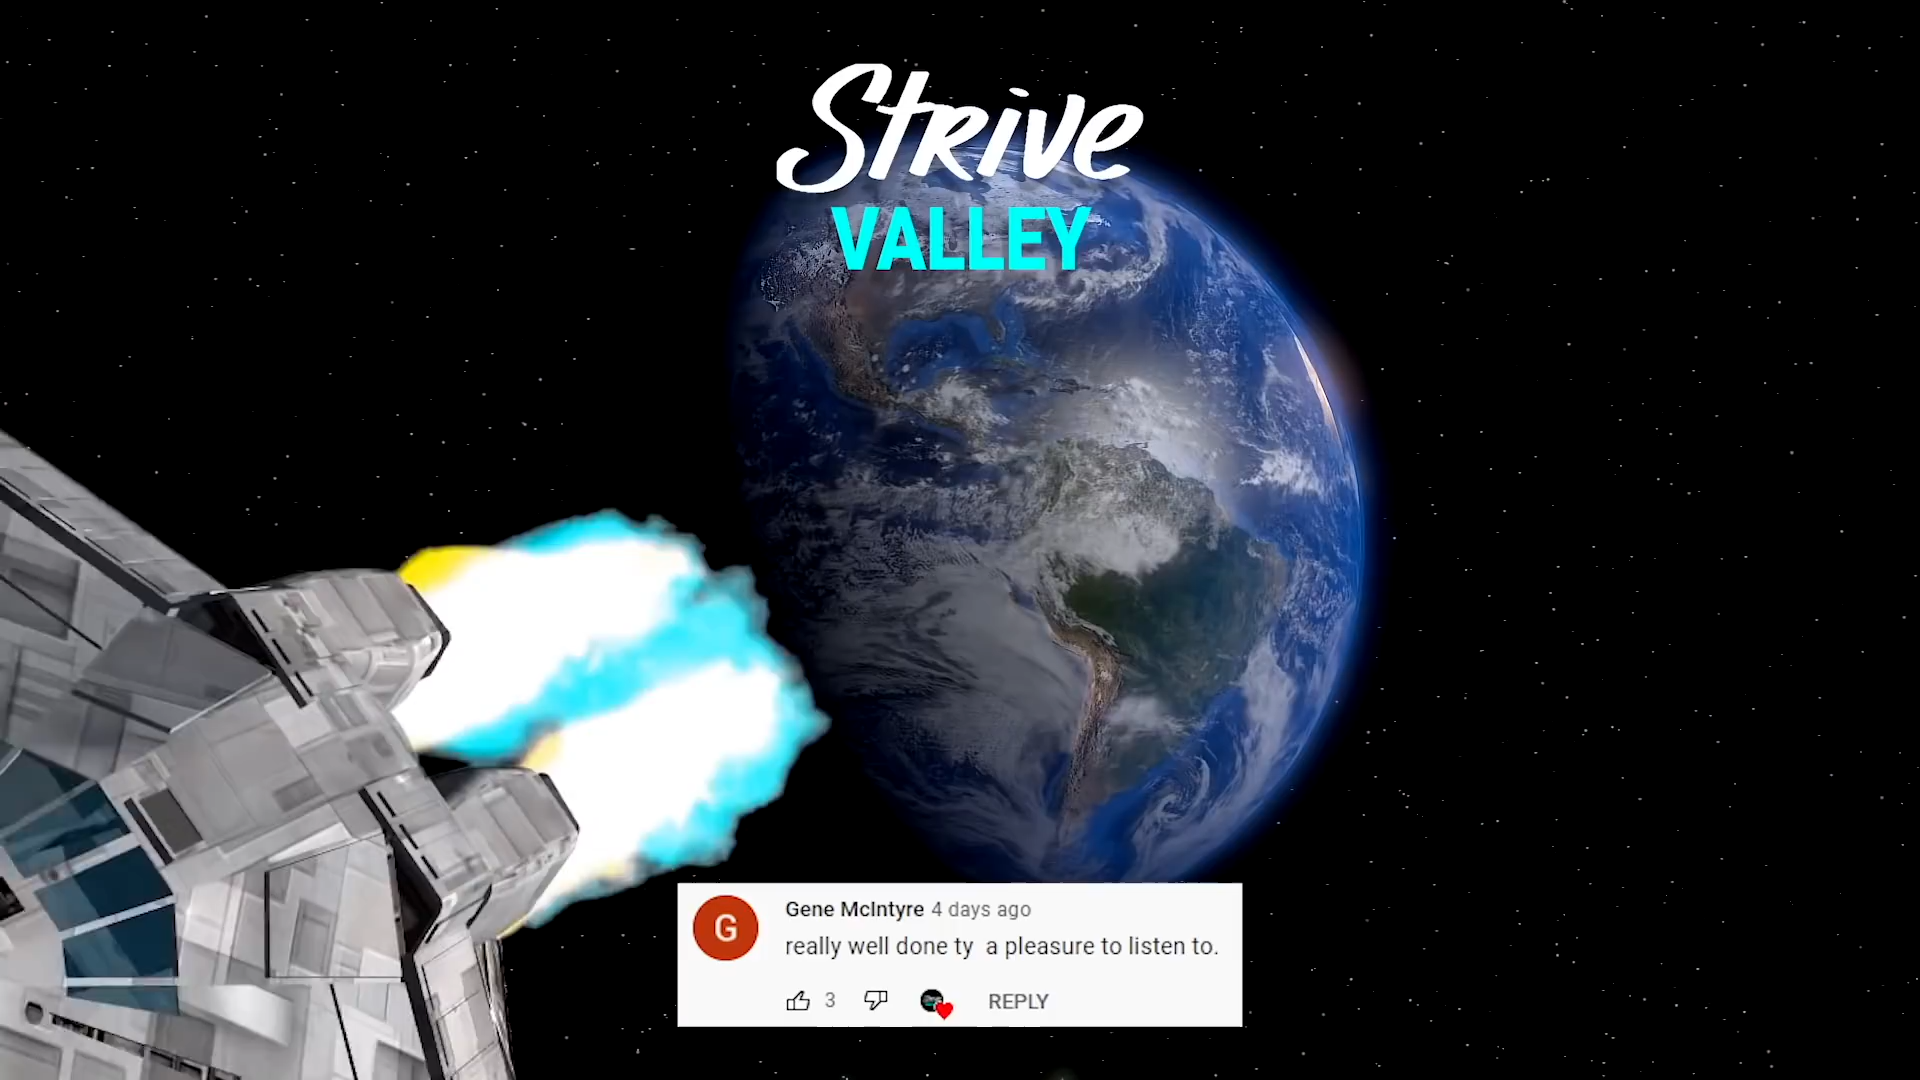 Strive
VALLEY
G
Gene McIntyre 4 days ago
really well done ty  a pleasure to listen to.
3
REPLY